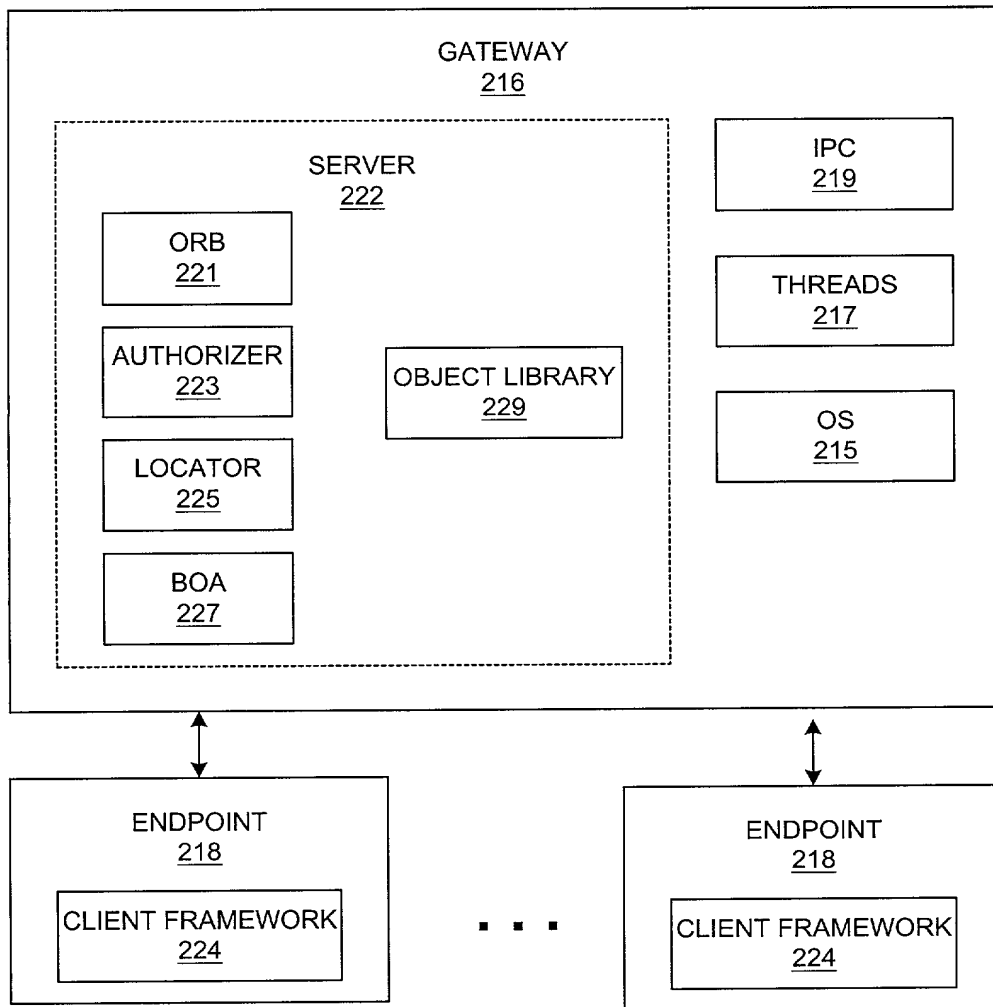 GATEWAY
216
SERVER
222
ORB
221
AUTHORIZER
223
LOCATOR
225
BOA
227
OBJECT LIBRARY
229
IPC
219
THREADS
217
OS
215
ENDPOINT
218
CLIENT FRAMEWORK
224
ENDPOINT
218
CLIENT FRAMEWORK
224